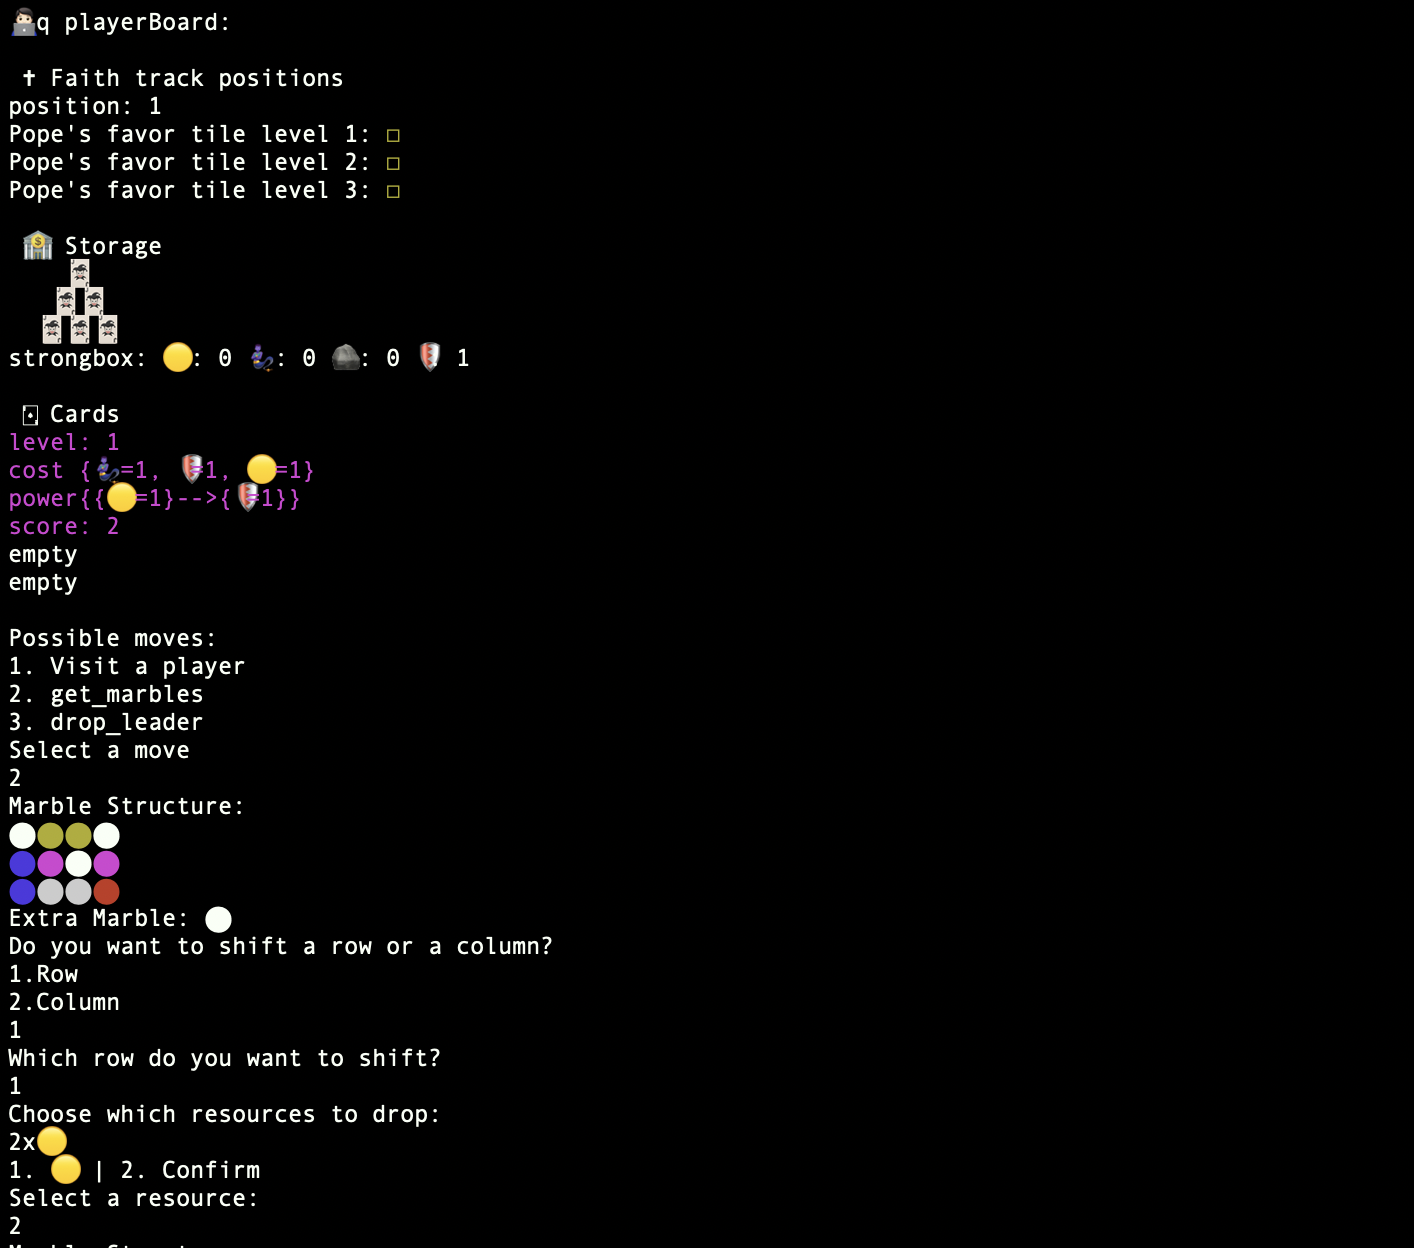 🧑🏻‍💻q playerBoard:
✝ Faith track positions
position: 1
Pope's favor tile level 1: □
Pope's favor tile level 2: □
Pope's favor tile level 3: □
🏦 Storage
🃏
🃏🃏
🃏🃏🃏
strongbox: 🟡: 0 🧞‍♂️: 0 🪨: 0 🛡 1
🂡 Cards
level: 1
cost {🧞‍♂️=1, 🛡=1, 🟡=1}
power{{🟡=1}-->{🛡=1}}
score: 2
empty
empty
Possible moves:
1. Visit a player
2. get_marbles
3. drop_leader
Select a move
2
Marble Structure:
Extra Marble:
Do you want to shift a row or a column?
1.Row
2.Column
1
Which row do you want to shift?
1
Choose which resources to drop:
2x🟡
1. 🟡 | 2. Confirm
Select a resource:
2